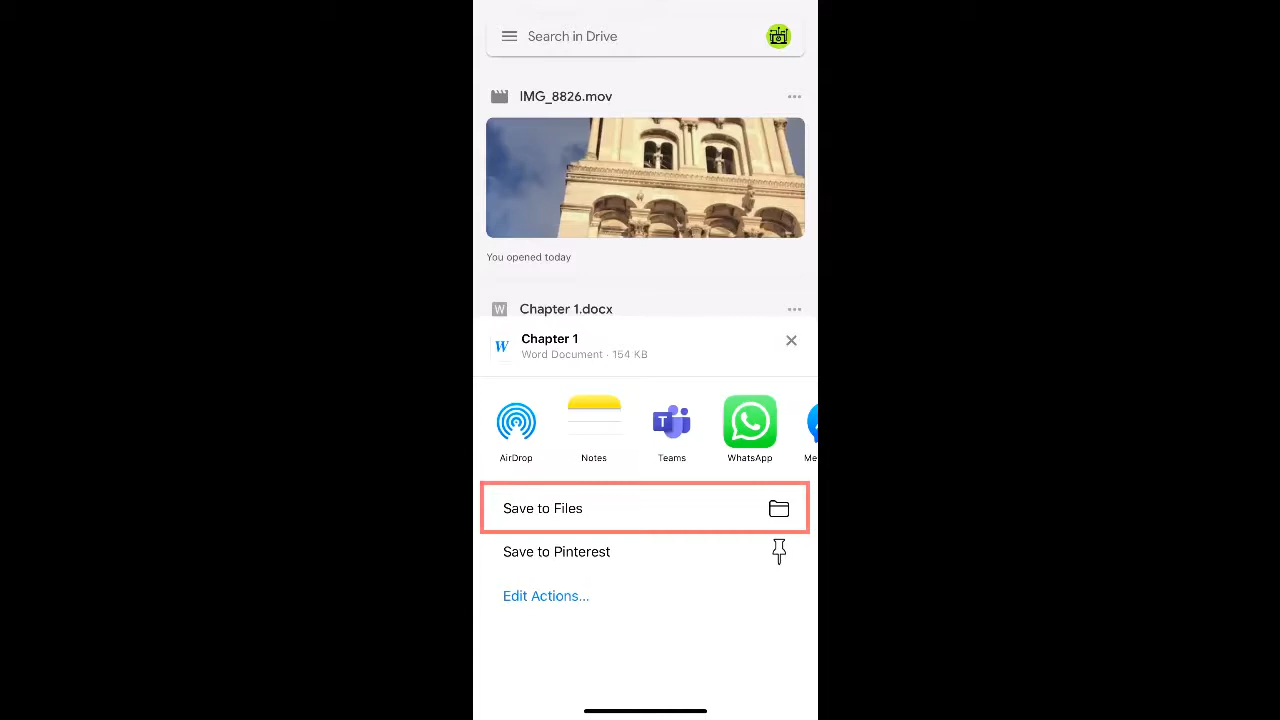 Search in Drive
IMG_8826.mov
You opened today
W Chapter 1.docx
W Chapter 1
Word Document · 154 KB
T
AirDrop Notes Teams WhatsApp Me
Save to Files
Save to Pinterest
Edit Actions...